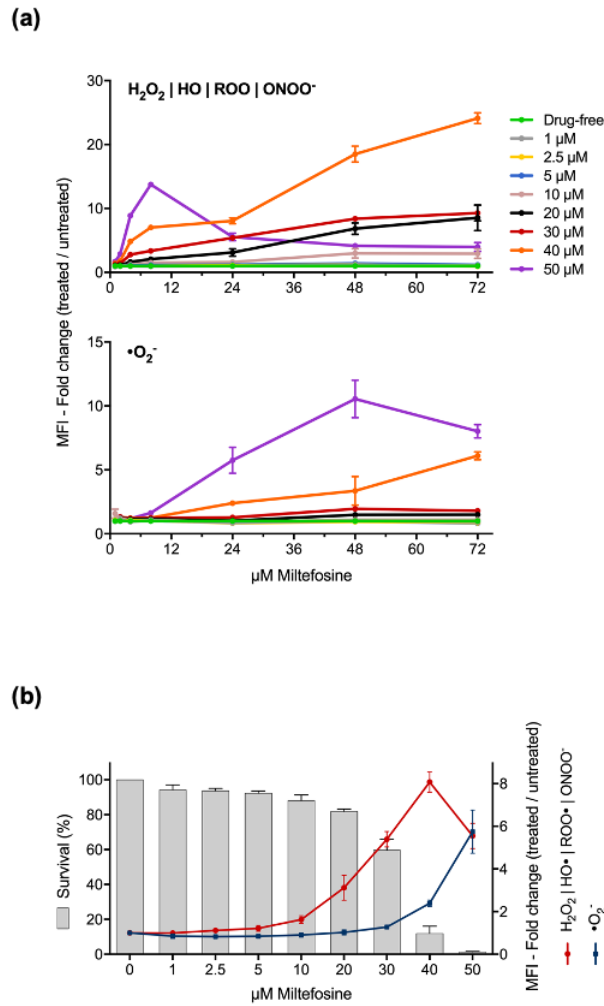 (a)
MFI - Fold change (treated / untreated)
H₂O₂ | HO | ROO | ONOO⁻
30
20
10
0
0 12 24 36 48 60 72
Drug-free
1 µM
2.5 µM
5 µM
10 µM
20 µM
30 µM
40 µM
50 µM
•O₂⁻
15
10
5
0
0 12 24 36 48 60 72
µM Miltefosine
(b)
Survival (%)
100
80
60
40
20
0
0 1 2.5 5 10 20 30 40 50
µM Miltefosine
8
6
4
2
0
MFI - Fold change (treated / untreated)
H₂O₂ | HO• | ROO• | ONOO⁻
•O₂⁻